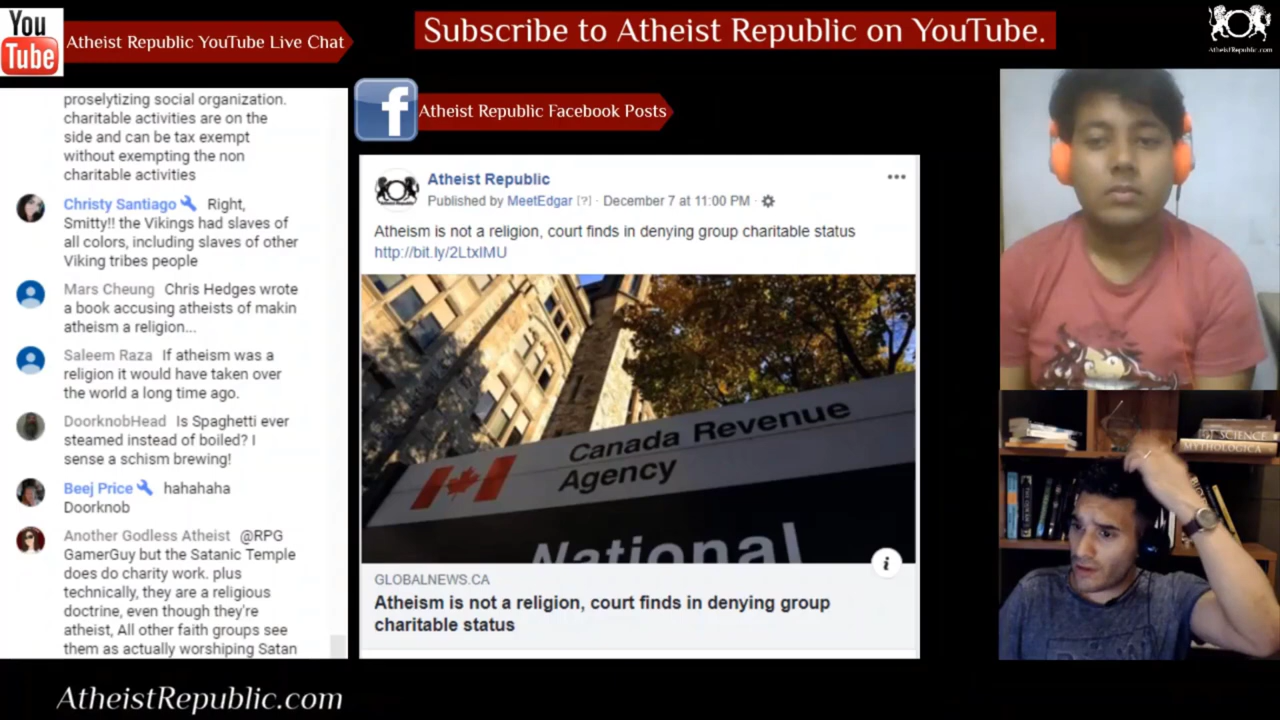 You
Tube
Atheist Republic YouTube Live Chat
Subscribe to Atheist Republic on YouTube.
AtheistRepublic.com
proselytizing social organization.
charitable activities are on the
side and can be tax exempt
without exempting the non
charitable activities
Christy Santiago Right,
Smitty!! the Vikings had slaves of
all colors, including slaves of other
Viking tribes people
Mars Cheung Chris Hedges wrote
a book accusing atheists of makin
atheism a religion...
Saleem Raza If atheism was a
religion it would have taken over
the world a long time ago.
DoorknobHead Is Spaghetti ever
steamed instead of boiled? I
sense a schism brewing!
Beej Price hahahaha
Doorknob
Another Godless Atheist @RPG
GamerGuy but the Satanic Temple
does do charity work. plus
technically, they are a religious
doctrine, even though they're
atheist, All other faith groups see
them as actually worshiping Satan
f
Atheist Republic Facebook Posts
Atheist Republic
Published by MeetEdgar [?] · December 7 at 11:00 PM ·
Atheism is not a religion, court finds in denying group charitable status
http://bit.ly/2LtxIMU
Canada Revenue
Agency
National
i
GLOBALNEWS.CA
Atheism is not a religion, court finds in denying group
charitable status
SCIENCE
MYTHOLOGICA
AtheistRepublic.com